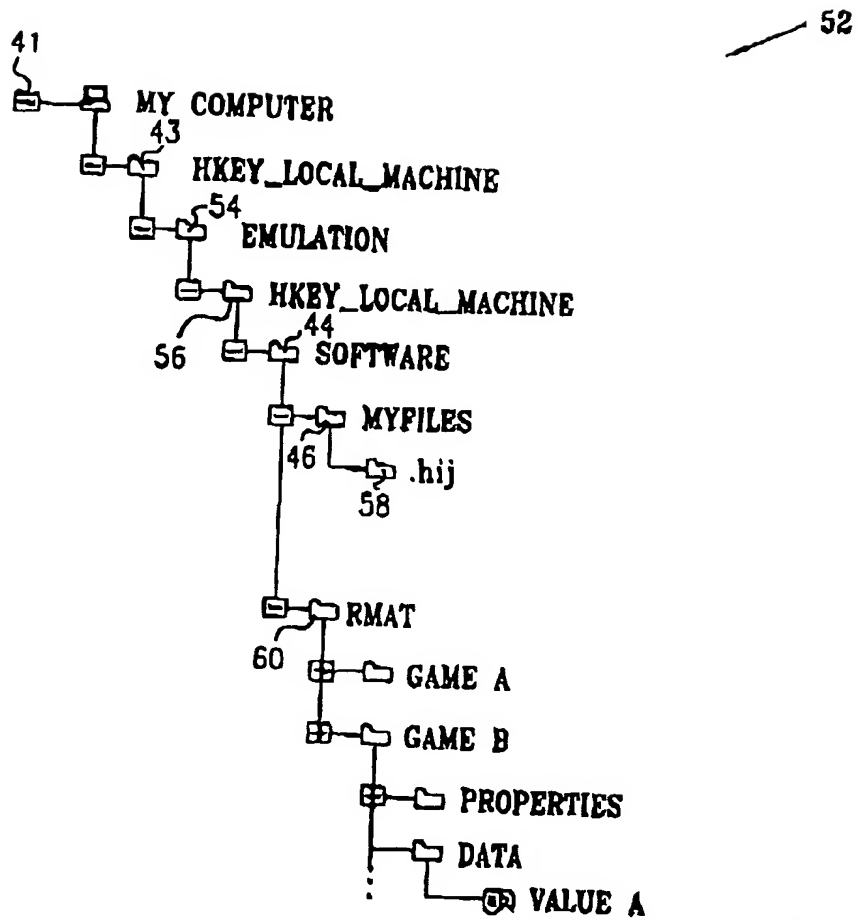 52
41
MY COMPUTER
43
HKEY_LOCAL_MACHINE
54
EMULATION
HKEY_LOCAL_MACHINE
56
44
SOFTWARE
MYFILES
46
.hij
58
RMAT
60
GAME A
GAME B
PROPERTIES
DATA
VALUE A